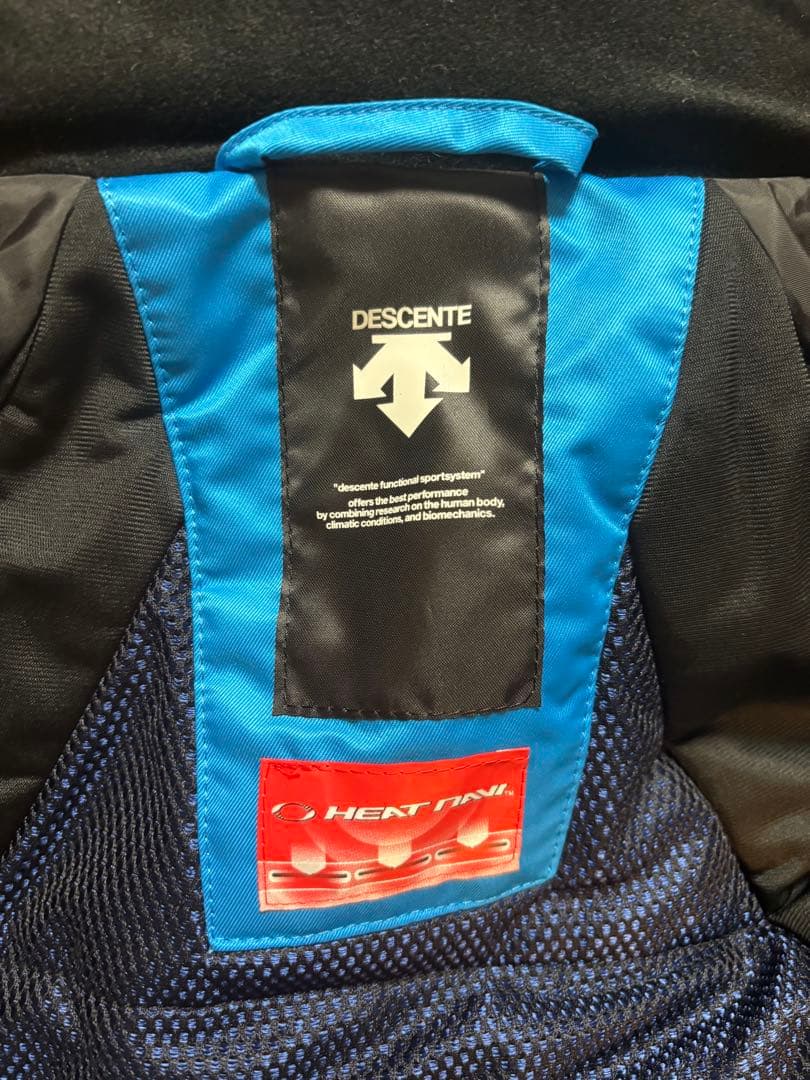 DESCENTE
"descente functional sportsystem"
offers the best performance
by combining research on the human body,
climatic conditions, and biomechanics.
HEAT NAVI™